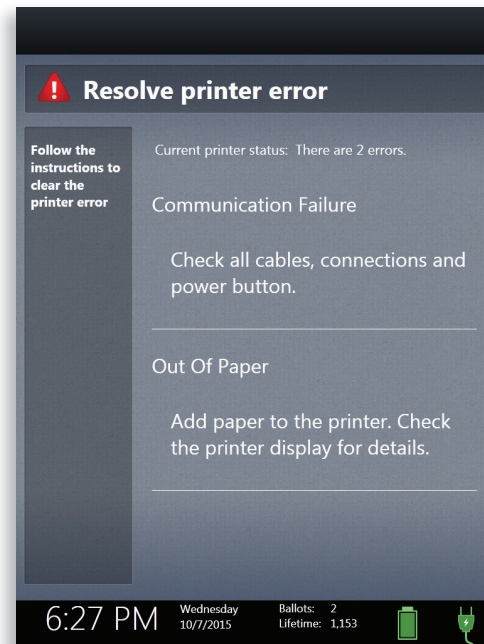 Resolve printer error
Follow the
instructions to
clear the
printer error
Current printer status: There are 2 errors.
Communication Failure
Check all cables, connections and
power button.
Out Of Paper
Add paper to the printer. Check
the printer display for details.
6:27 PM
Wednesday
10/7/2015
Ballots: 2
Lifetime: 1,153